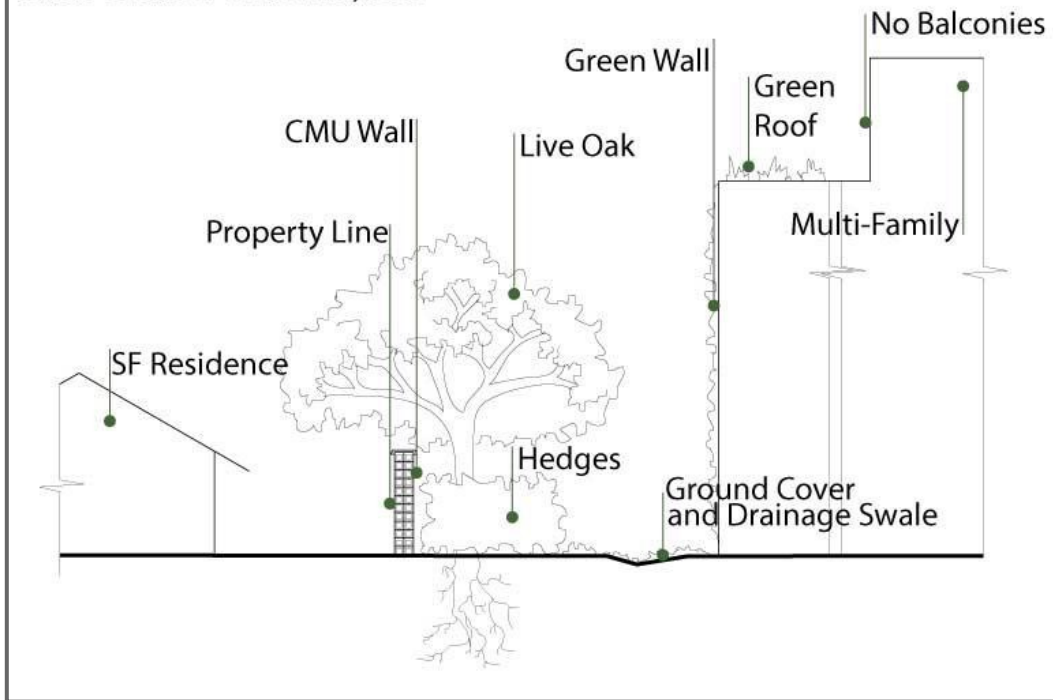 No Balconies
Green Wall
Green
Roof
CMU Wall
Live Oak
Property Line
Multi-Family
SF Residence
Hedges
Ground Cover
and Drainage Swale